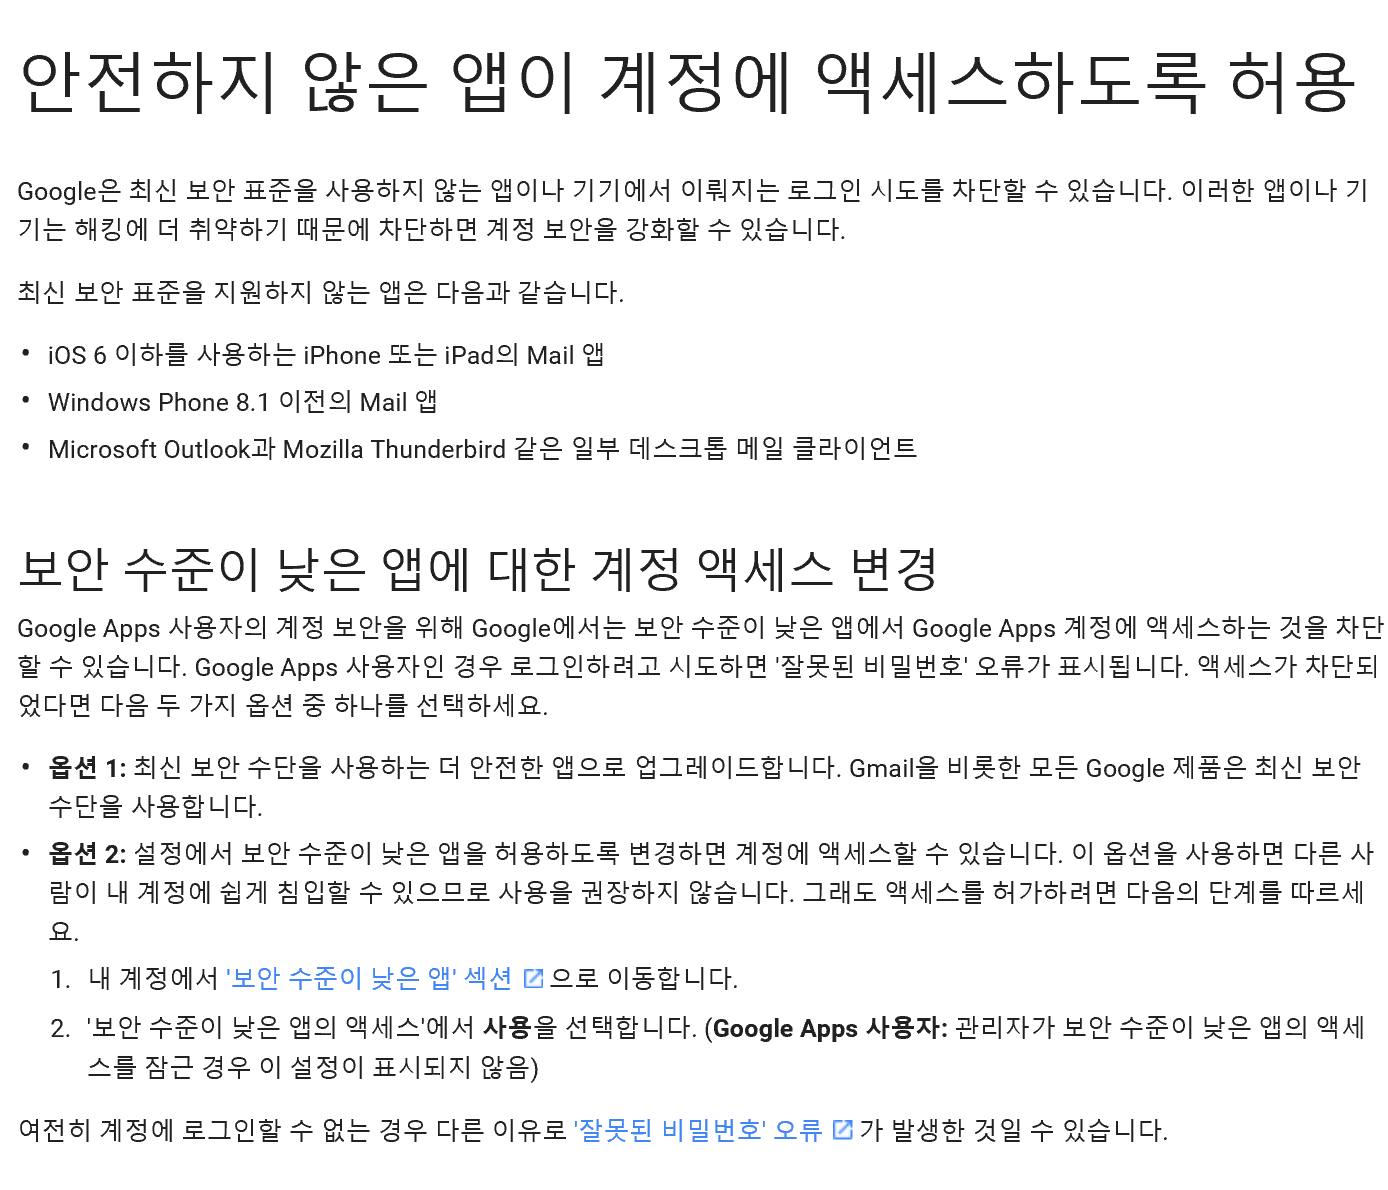 안전하지 않은 앱이 계정에 액세스하도록 허용
Google은 최신 보안 표준을 사용하지 않는 앱이나 기기에서 이뤄지는 로그인 시도를 차단할 수 있습니다. 이러한 앱이나 기
기는 해킹에 더 취약하기 때문에 차단하면 계정 보안을 강화할 수 있습니다.
최신 보안 표준을 지원하지 않는 앱은 다음과 같습니다.
• iOS 6 이하를 사용하는 iPhone 또는 iPad의 Mail 앱
• Windows Phone 8.1 이전의 Mail 앱
• Microsoft Outlook과 Mozilla Thunderbird 같은 일부 데스크톱 메일 클라이언트
보안 수준이 낮은 앱에 대한 계정 액세스 변경
Google Apps 사용자의 계정 보안을 위해 Google에서는 보안 수준이 낮은 앱에서 Google Apps 계정에 액세스하는 것을 차단
할 수 있습니다. Google Apps 사용자인 경우 로그인하려고 시도하면 '잘못된 비밀번호' 오류가 표시됩니다. 액세스가 차단되
었다면 다음 두 가지 옵션 중 하나를 선택하세요.
• 옵션 1: 최신 보안 수단을 사용하는 더 안전한 앱으로 업그레이드합니다. Gmail을 비롯한 모든 Google 제품은 최신 보안
수단을 사용합니다.
• 옵션 2: 설정에서 보안 수준이 낮은 앱을 허용하도록 변경하면 계정에 액세스할 수 있습니다. 이 옵션을 사용하면 다른 사
람이 내 계정에 쉽게 침입할 수 있으므로 사용을 권장하지 않습니다. 그래도 액세스를 허가하려면 다음의 단계를 따르세
요.
1. 내 계정에서 '보안 수준이 낮은 앱' 섹션 으로 이동합니다.
2. '보안 수준이 낮은 앱의 액세스'에서 사용을 선택합니다. (Google Apps 사용자: 관리자가 보안 수준이 낮은 앱의 액세
스를 잠근 경우 이 설정이 표시되지 않음)
여전히 계정에 로그인할 수 없는 경우 다른 이유로 '잘못된 비밀번호' 오류 가 발생한 것일 수 있습니다.